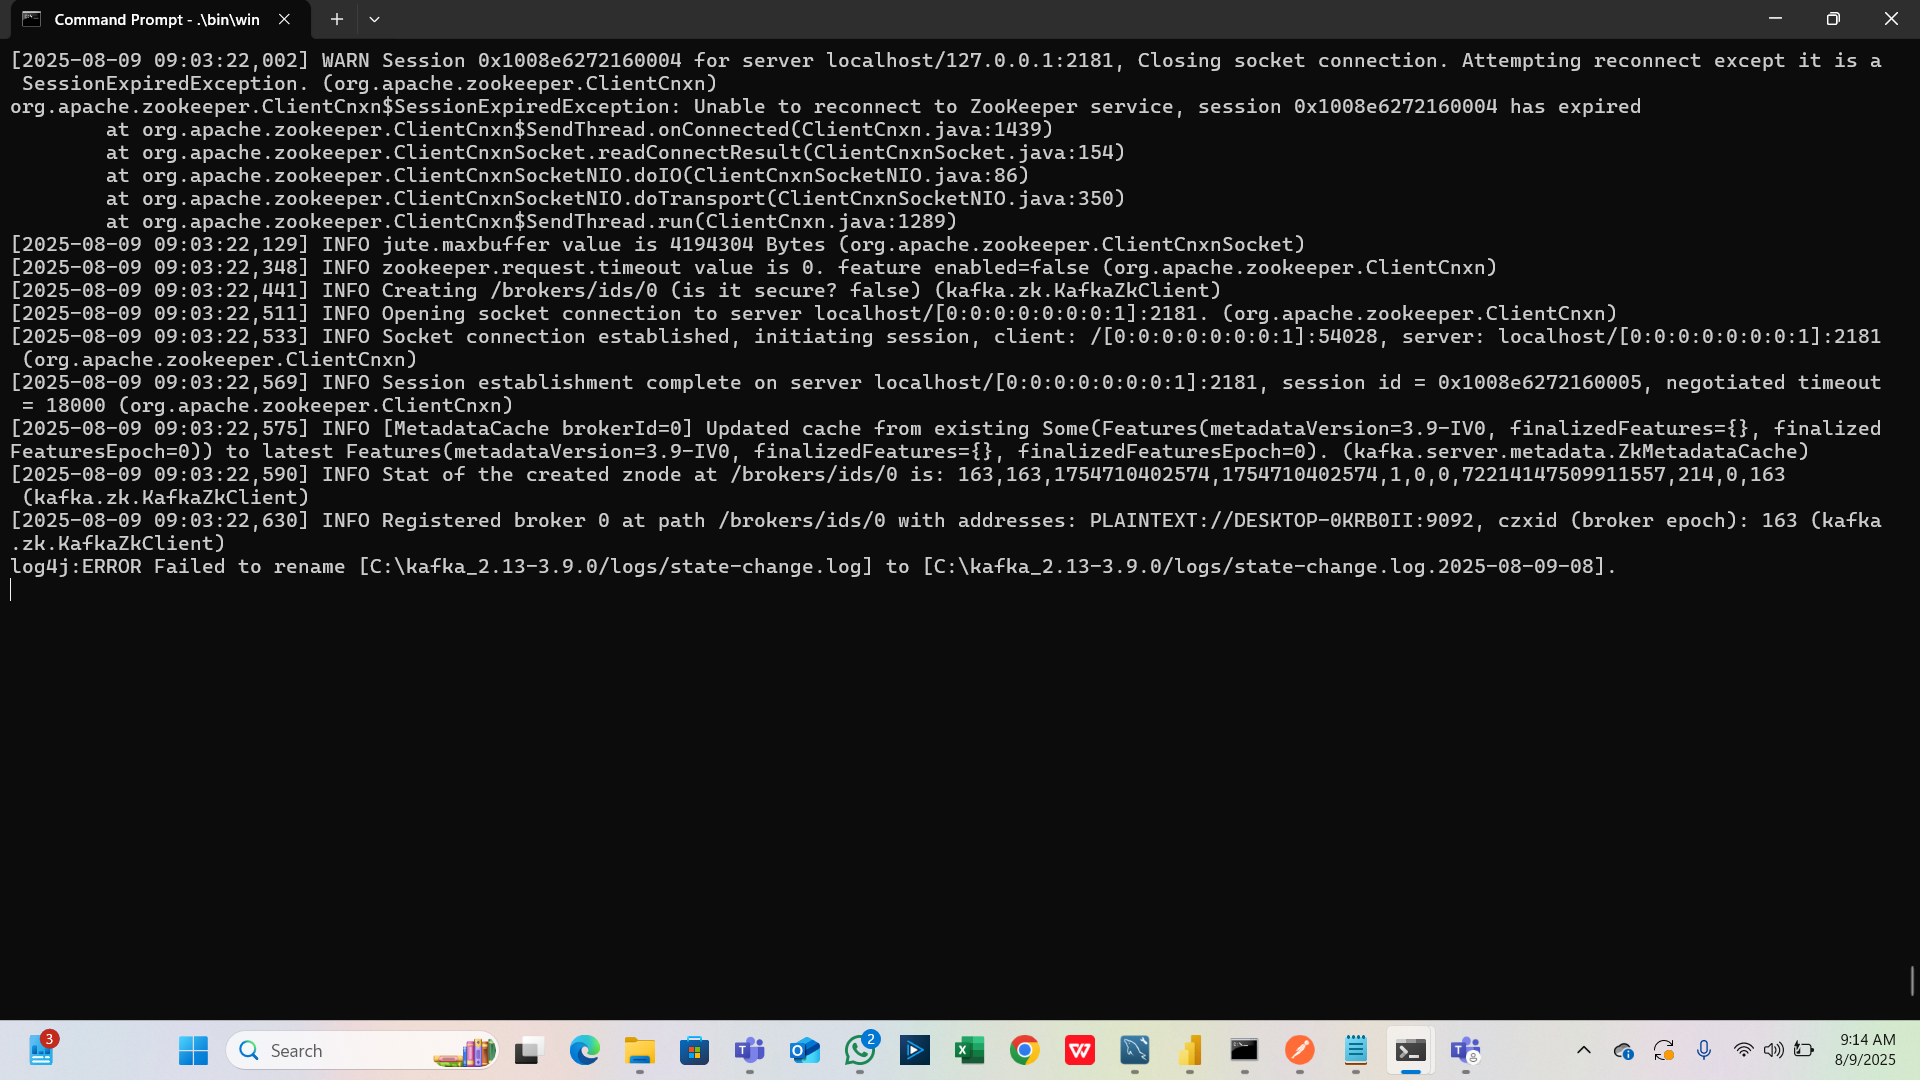 Command Prompt - .\bin\win
[2025-08-09 09:03:22,002] WARN Session 0x1008e6272160004 for server localhost/127.0.0.1:2181, Closing socket connection. Attempting reconnect except it is a
 SessionExpiredException. (org.apache.zookeeper.ClientCnxn)
org.apache.zookeeper.ClientCnxn$SessionExpiredException: Unable to reconnect to ZooKeeper service, session 0x1008e6272160004 has expired
        at org.apache.zookeeper.ClientCnxn$SendThread.onConnected(ClientCnxn.java:1439)
        at org.apache.zookeeper.ClientCnxnSocket.readConnectResult(ClientCnxnSocket.java:154)
        at org.apache.zookeeper.ClientCnxnSocketNIO.doIO(ClientCnxnSocketNIO.java:86)
        at org.apache.zookeeper.ClientCnxnSocketNIO.doTransport(ClientCnxnSocketNIO.java:350)
        at org.apache.zookeeper.ClientCnxn$SendThread.run(ClientCnxn.java:1289)
[2025-08-09 09:03:22,129] INFO jute.maxbuffer value is 4194304 Bytes (org.apache.zookeeper.ClientCnxnSocket)
[2025-08-09 09:03:22,348] INFO zookeeper.request.timeout value is 0. feature enabled=false (org.apache.zookeeper.ClientCnxn)
[2025-08-09 09:03:22,441] INFO Creating /brokers/ids/0 (is it secure? false) (kafka.zk.KafkaZkClient)
[2025-08-09 09:03:22,511] INFO Opening socket connection to server localhost/[0:0:0:0:0:0:0:1]:2181. (org.apache.zookeeper.ClientCnxn)
[2025-08-09 09:03:22,533] INFO Socket connection established, initiating session, client: /[0:0:0:0:0:0:0:1]:54028, server: localhost/[0:0:0:0:0:0:0:1]:2181
 (org.apache.zookeeper.ClientCnxn)
[2025-08-09 09:03:22,569] INFO Session establishment complete on server localhost/[0:0:0:0:0:0:0:1]:2181, session id = 0x1008e6272160005, negotiated timeout
 = 18000 (org.apache.zookeeper.ClientCnxn)
[2025-08-09 09:03:22,575] INFO [MetadataCache brokerId=0] Updated cache from existing Some(Features(metadataVersion=3.9-IV0, finalizedFeatures={}, finalized
FeaturesEpoch=0)) to latest Features(metadataVersion=3.9-IV0, finalizedFeatures={}, finalizedFeaturesEpoch=0). (kafka.server.metadata.ZkMetadataCache)
[2025-08-09 09:03:22,590] INFO Stat of the created znode at /brokers/ids/0 is: 163,163,1754710402574,1754710402574,1,0,0,72214147509911557,214,0,163
 (kafka.zk.KafkaZkClient)
[2025-08-09 09:03:22,630] INFO Registered broker 0 at path /brokers/ids/0 with addresses: PLAINTEXT://DESKTOP-0KRB0II:9092, czxid (broker epoch): 163 (kafka
.zk.KafkaZkClient)
log4j:ERROR Failed to rename [C:\kafka_2.13-3.9.0/logs/state-change.log] to [C:\kafka_2.13-3.9.0/logs/state-change.log.2025-08-09-08].
3
Search
2
9:14 AM
8/9/2025